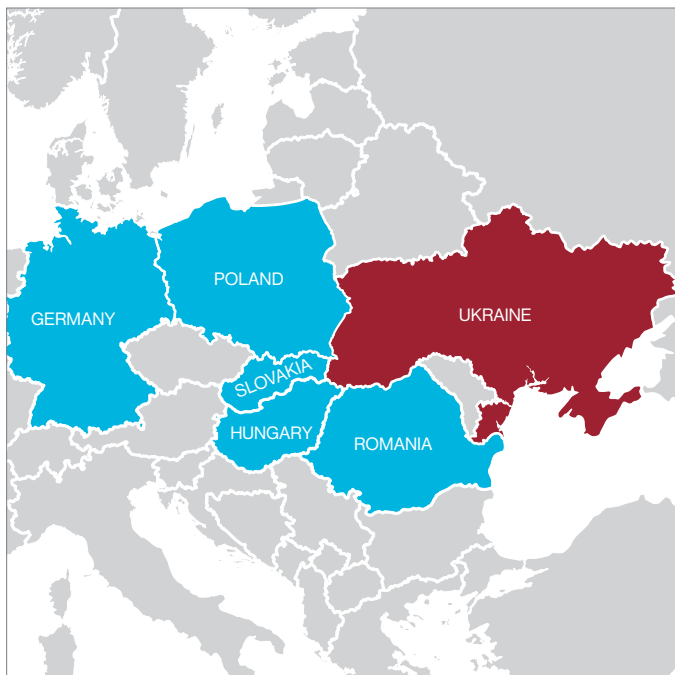 POLAND
GERMANY
UKRAINE
SLOVAKIA
HUNGARY
ROMANIA